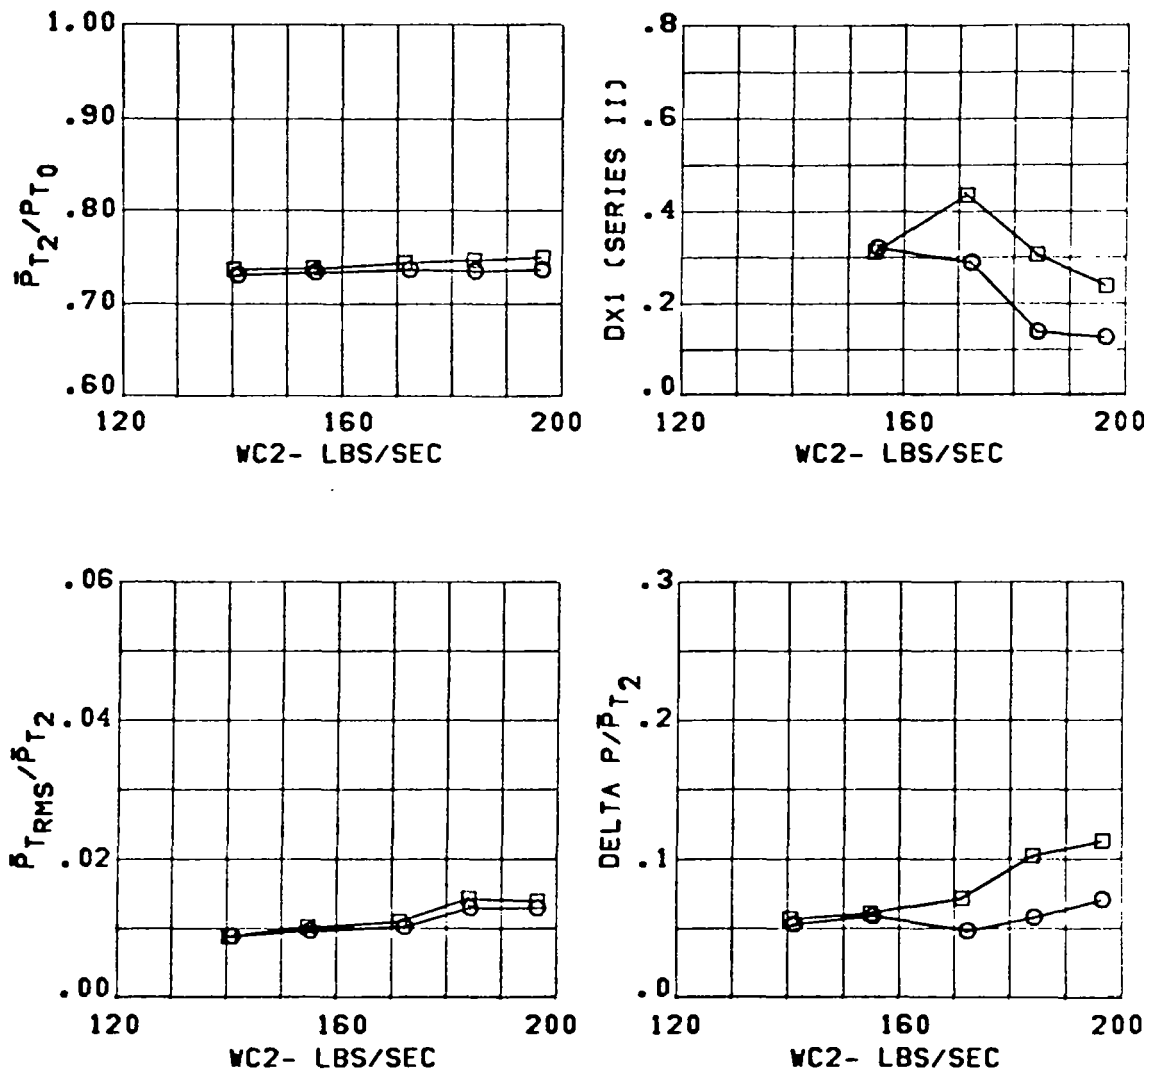 1.00
.90
.80
.70
.60
P̄T2/PT0
120 160 200
WC2- LBS/SEC
.8
.6
.4
.2
.0
DX1 (SERIES II)
120 160 200
WC2- LBS/SEC
.06
.04
.02
.00
P̄TRMS/P̄T2
120 160 200
WC2- LBS/SEC
.3
.2
.1
.0
DELTA P/P̄T2
120 160 200
WC2- LBS/SEC